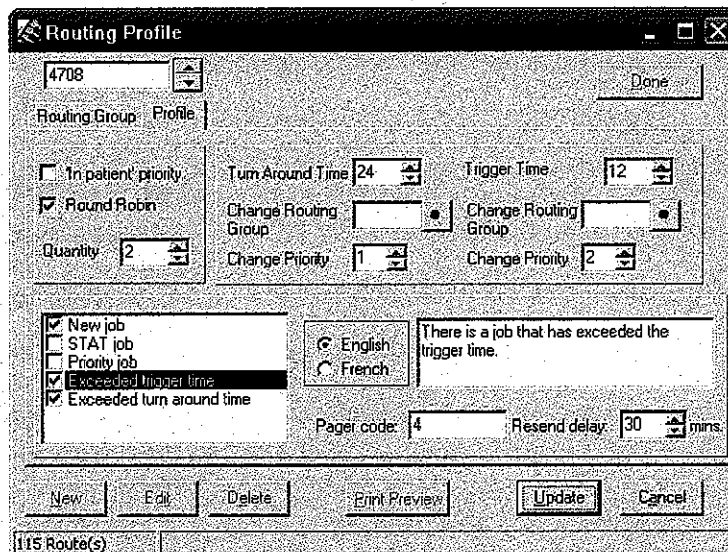 Routing Profile
4708
Done
Routing Group Profile
'In patient' priority
Round Robin
Quantity 2
Turn Around Time 24
Trigger Time 12
Change Routing Group
Change Routing Group
Change Priority 1
Change Priority 2
New job
STAT job
Priority job
Exceeded trigger time
Exceeded turn around time
English
French
There is a job that has exceeded the
trigger time.
Pager code: 4
Resend delay: 30 mins.
New Edit Delete Print Preview Update Cancel
115 Route(s)